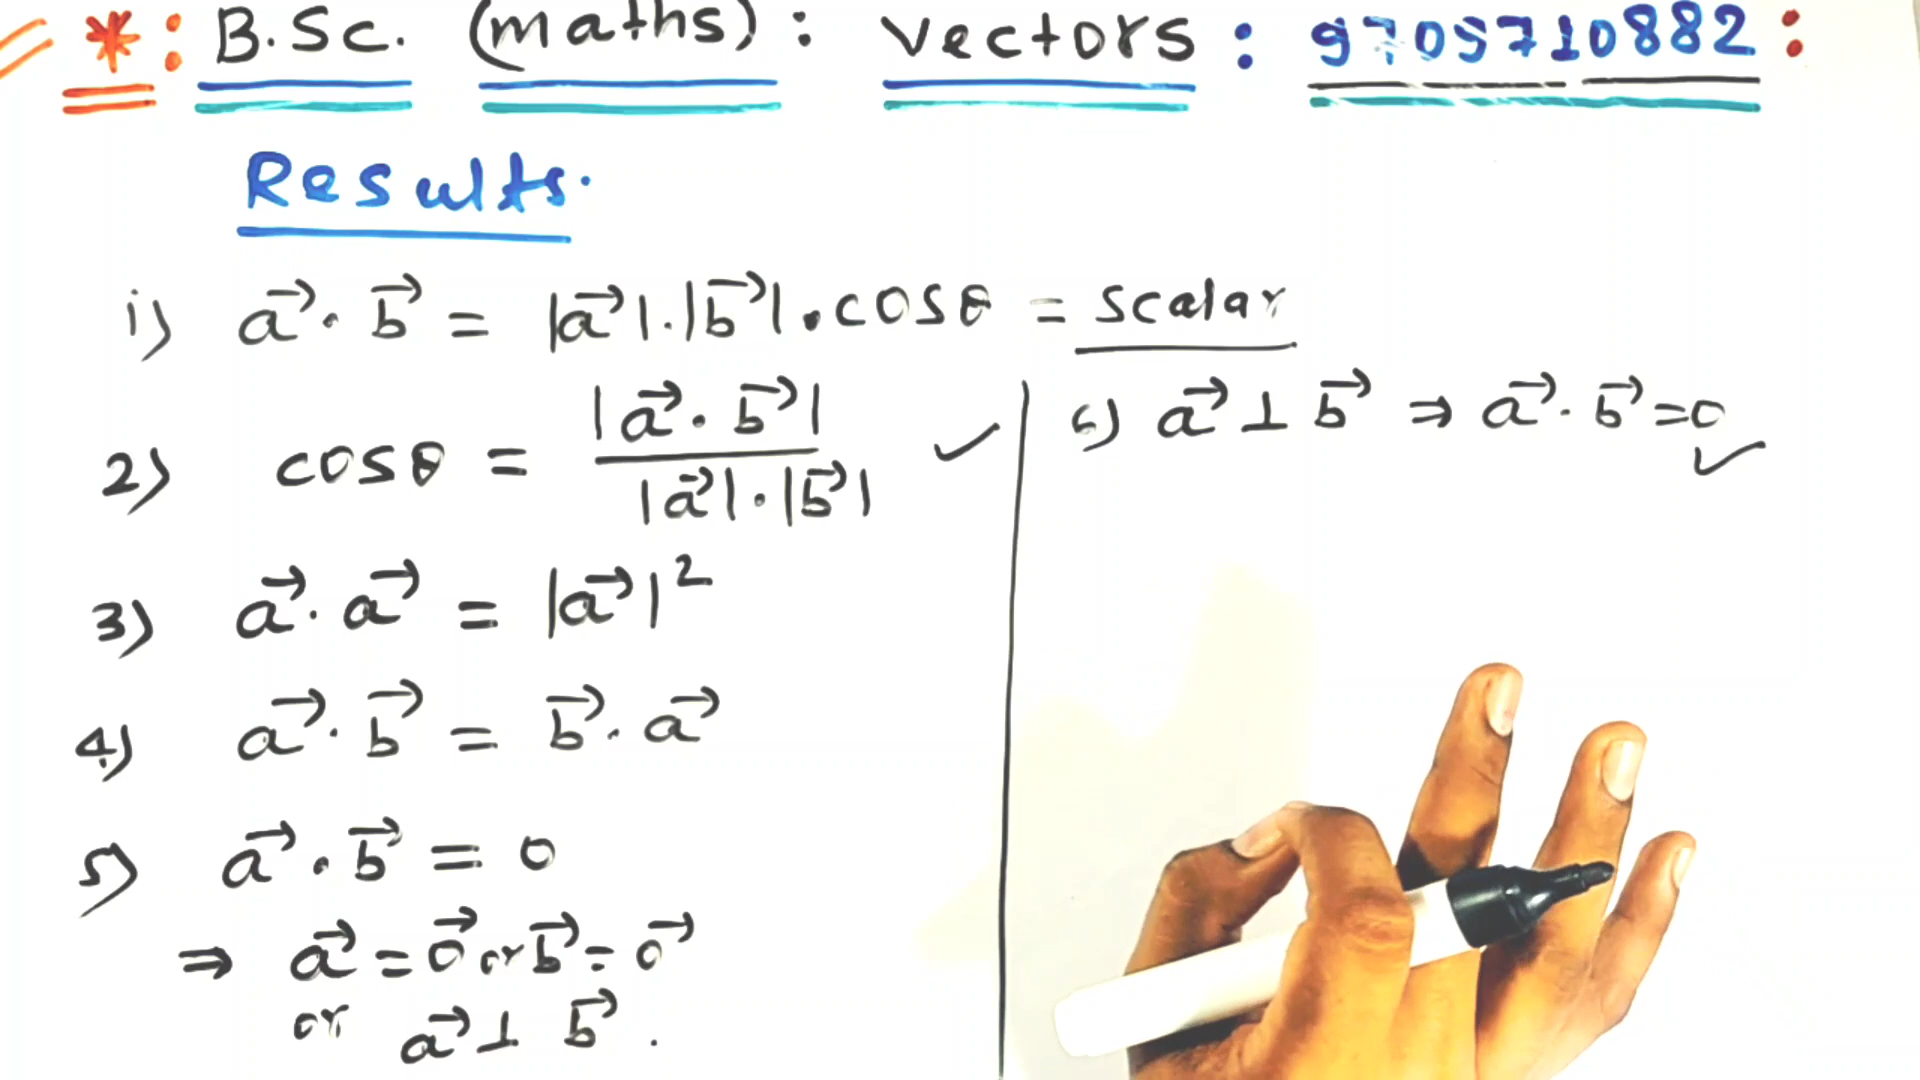 *: B.Sc. (maths): Vectors: 9705710882:
Results.
1) a⃗ · b⃗ = |a⃗|·|b⃗|·cosθ = scalar
2) cosθ = |a⃗ · b⃗| / |a⃗|·|b⃗| ✓
3) a⃗ · a⃗ = |a⃗|²
4) a⃗ · b⃗ = b⃗ · a⃗
5) a⃗ · b⃗ = 0
⇒ a⃗ = 0⃗ or b⃗ = 0⃗
or a⃗ ⊥ b⃗.
6) a⃗ ⊥ b⃗ ⇒ a⃗ · b⃗ = 0 ✓